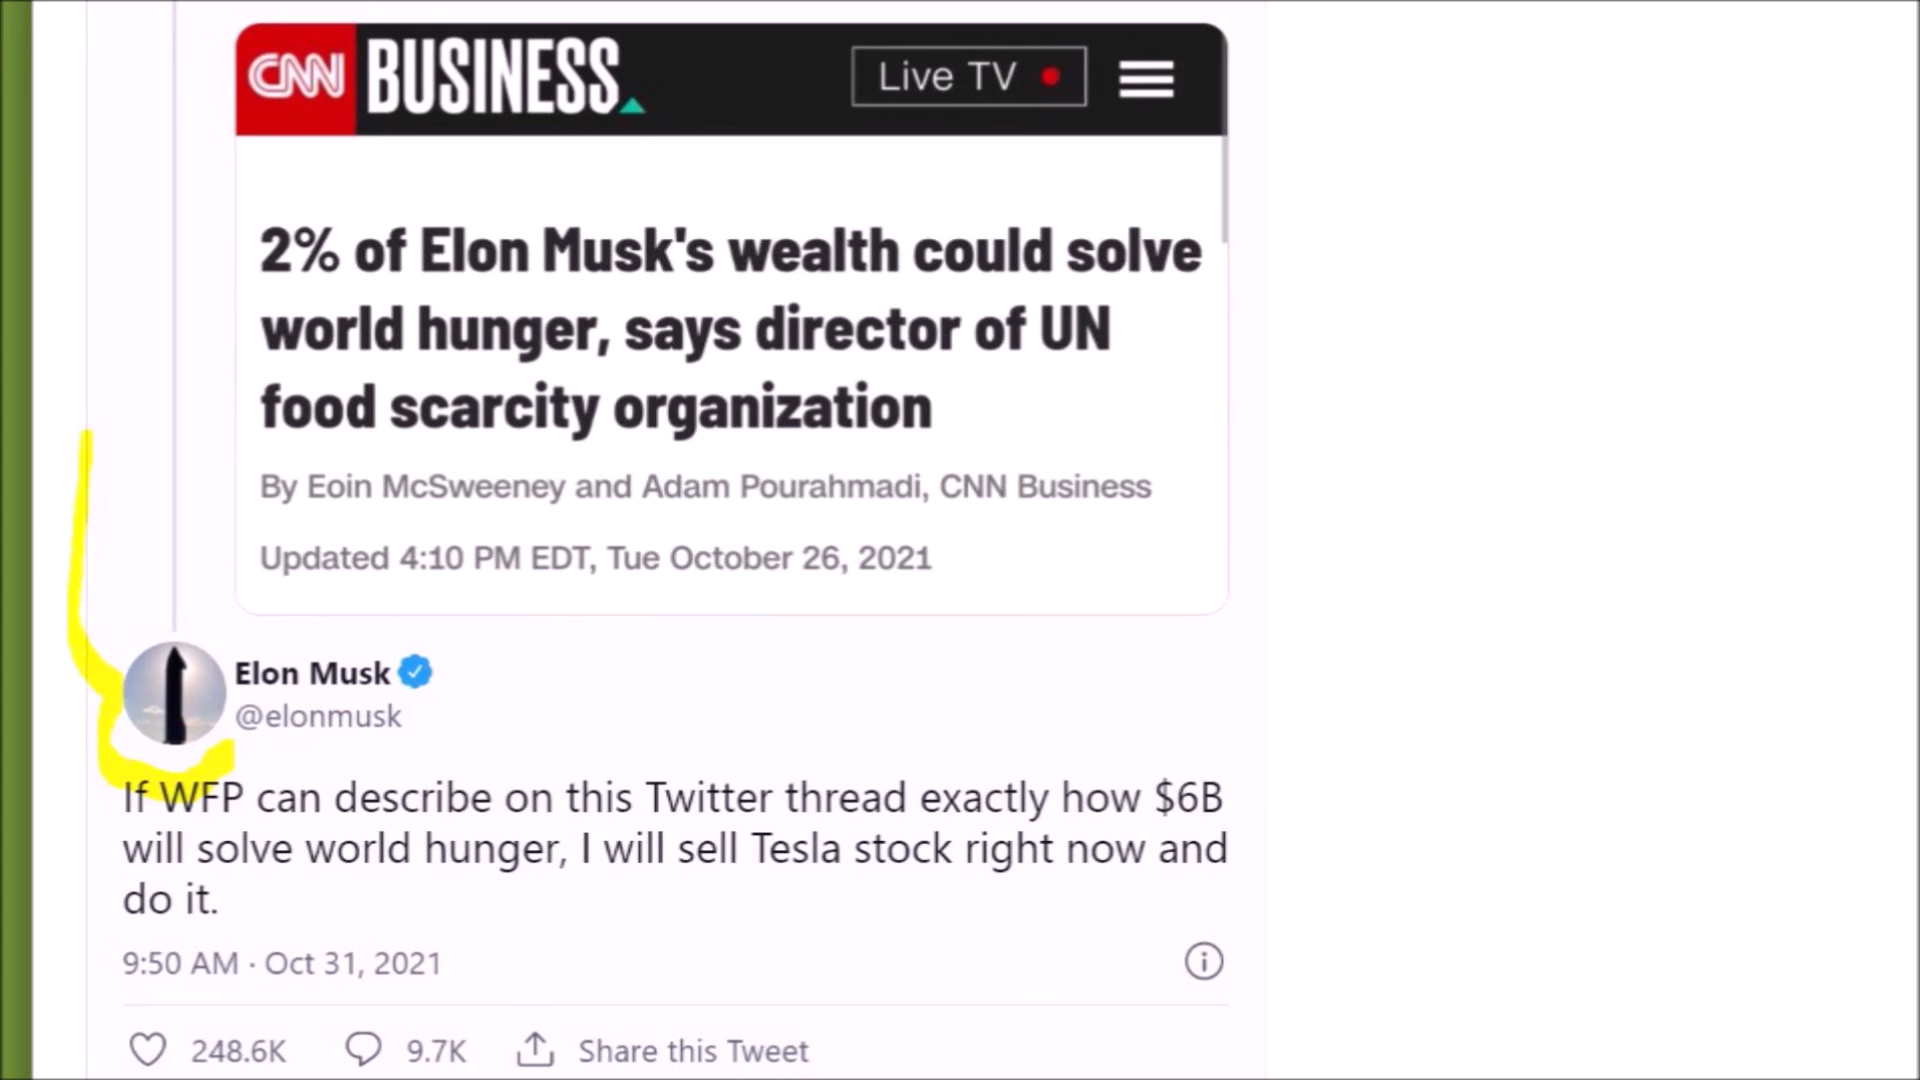 CNN BUSINESS
Live TV
2% of Elon Musk's wealth could solve
world hunger, says director of UN
food scarcity organization
By Eoin McSweeney and Adam Pourahmadi, CNN Business
Updated 4:10 PM EDT, Tue October 26, 2021
Elon Musk
@elonmusk
If WFP can describe on this Twitter thread exactly how $6B
will solve world hunger, I will sell Tesla stock right now and
do it.
9:50 AM · Oct 31, 2021
248.6K 9.7K Share this Tweet